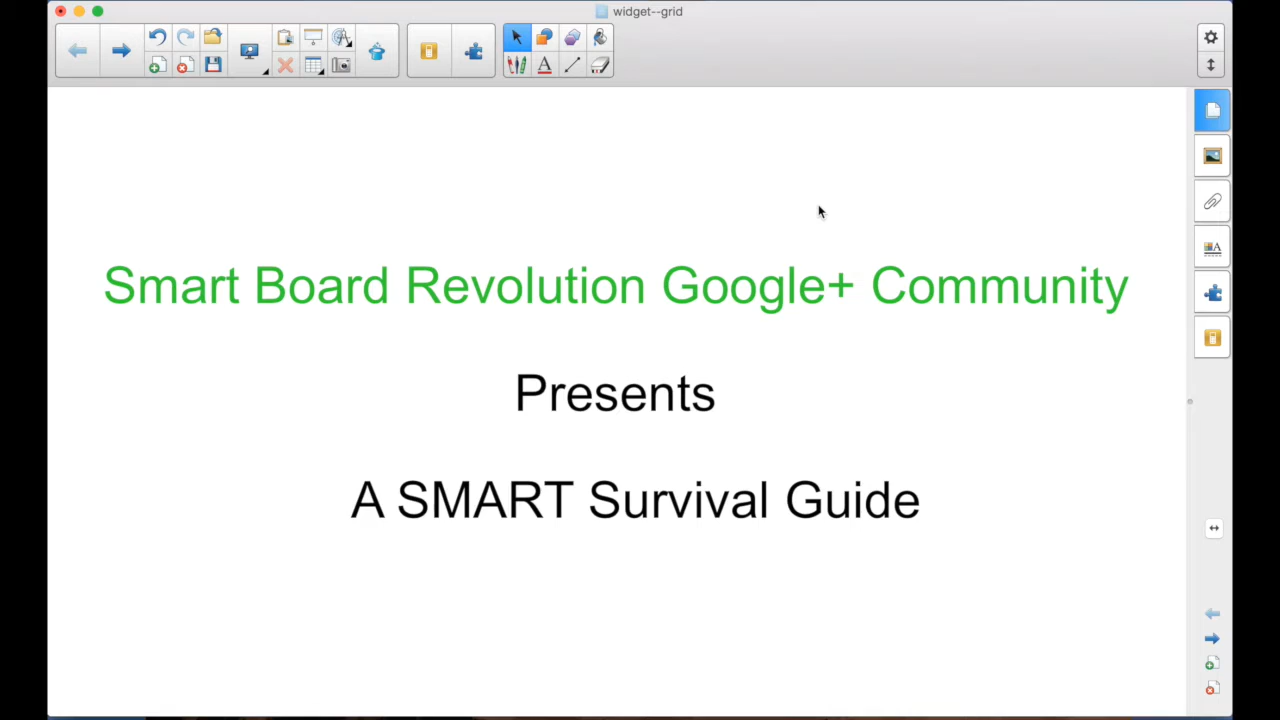 widget--grid
Smart Board Revolution Google+ Community
Presents
A SMART Survival Guide